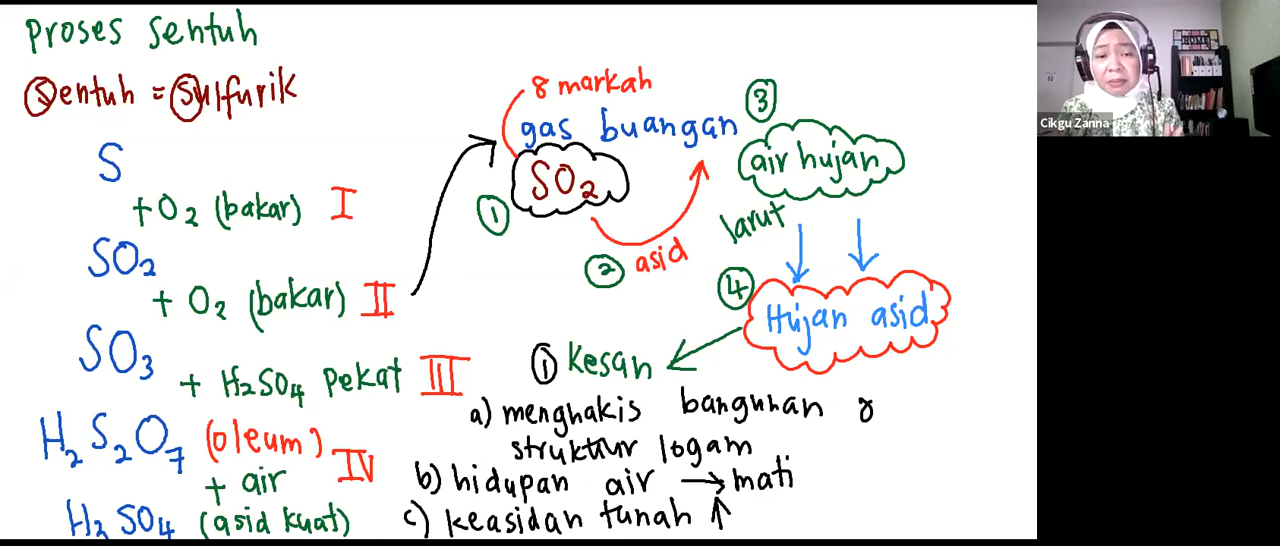 Proses Sentuh
Sentuh = Sulfurik
S
+ O2 (bakar) I
SO2
+ O2 (bakar) II
SO3
+ H2SO4 pekat III
H2S2O7 (oleum)
+ air IV
H2SO4 (asid kuat)
8 markah
gas buangan
SO2
①
② asid
③
air hujan
larut
④
Hujan asid
① Kesan
a) menghakis bangunan &
struktur logam
b) hidupan air → mati
c) keasidan tanah ↑
HOME
Cikgu Zanna